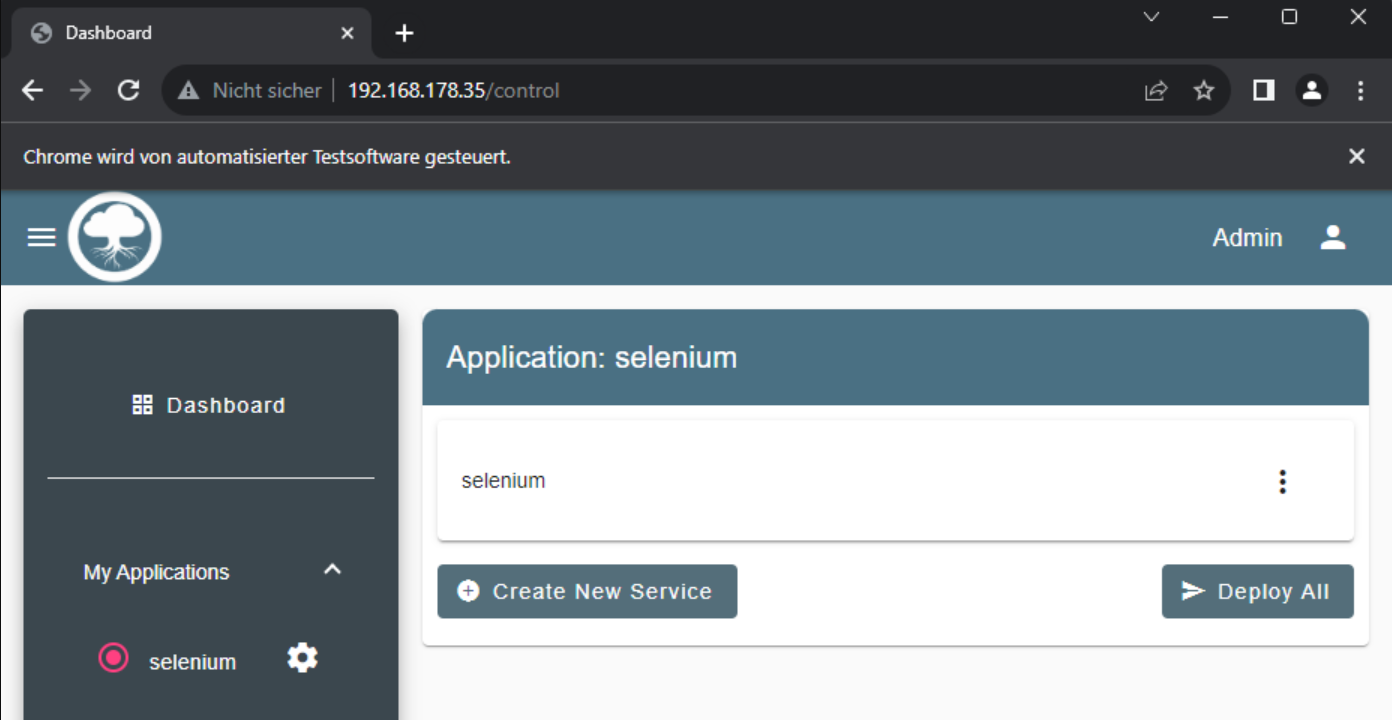 Dashboard
Nicht sicher 192.168.178.35/control
Chrome wird von automatisierter Testsoftware gesteuert.
Admin
Dashboard
My Applications
selenium
Application: selenium
selenium
Create New Service
Deploy All